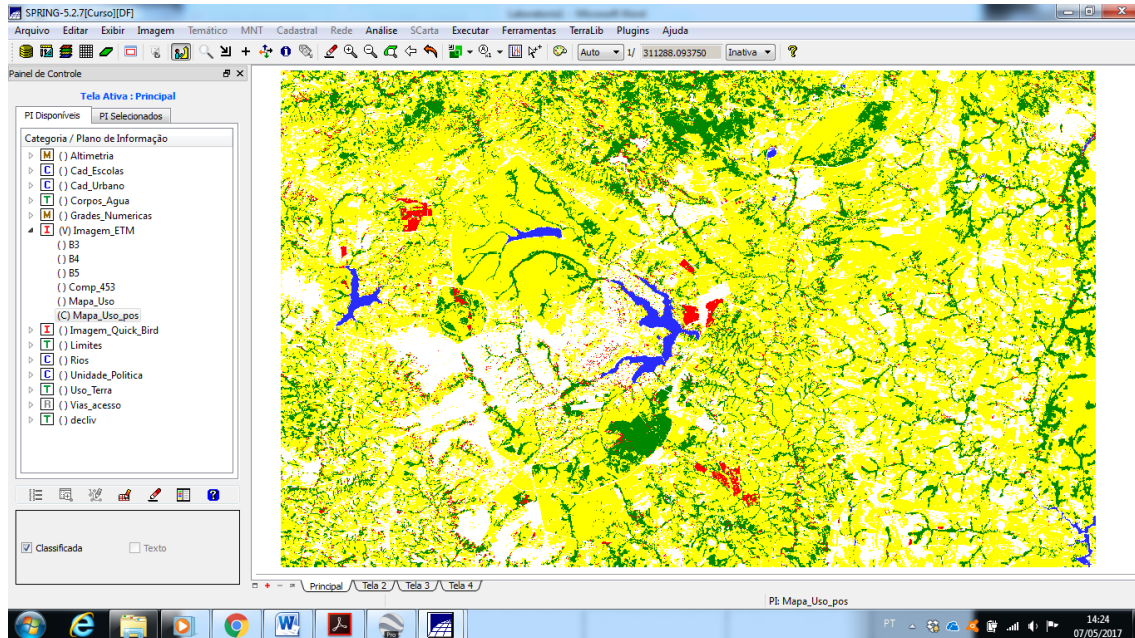 SPRING-5.2.7[Curso][DF]
Arquivo Editar Exibir Imagem Temático MNT Cadastral Rede Análise SCarta Executar Ferramentas TerraLib Plugins Ajuda
Auto 1/ 311288.093750 Inativa
Painel de Controle
Tela Ativa : Principal
PI Disponíveis PI Selecionados
Categoria / Plano de Informação
M () Altimetria
C () Cad_Escolas
C () Cad_Urbano
T () Corpos_Agua
M () Grades_Numericas
I (V) Imagem_ETM
() B3
() B4
() B5
() Comp_453
() Mapa_Uso
(C) Mapa_Uso_pos
I () Imagem_Quick_Bird
T () Limites
C () Rios
C () Unidade_Politica
T () Uso_Terra
R () Vias_acesso
T () decliv
Classificada Texto
Principal Tela 2 Tela 3 Tela 4
PI: Mapa_Uso_pos
PT 14:24
07/05/2017